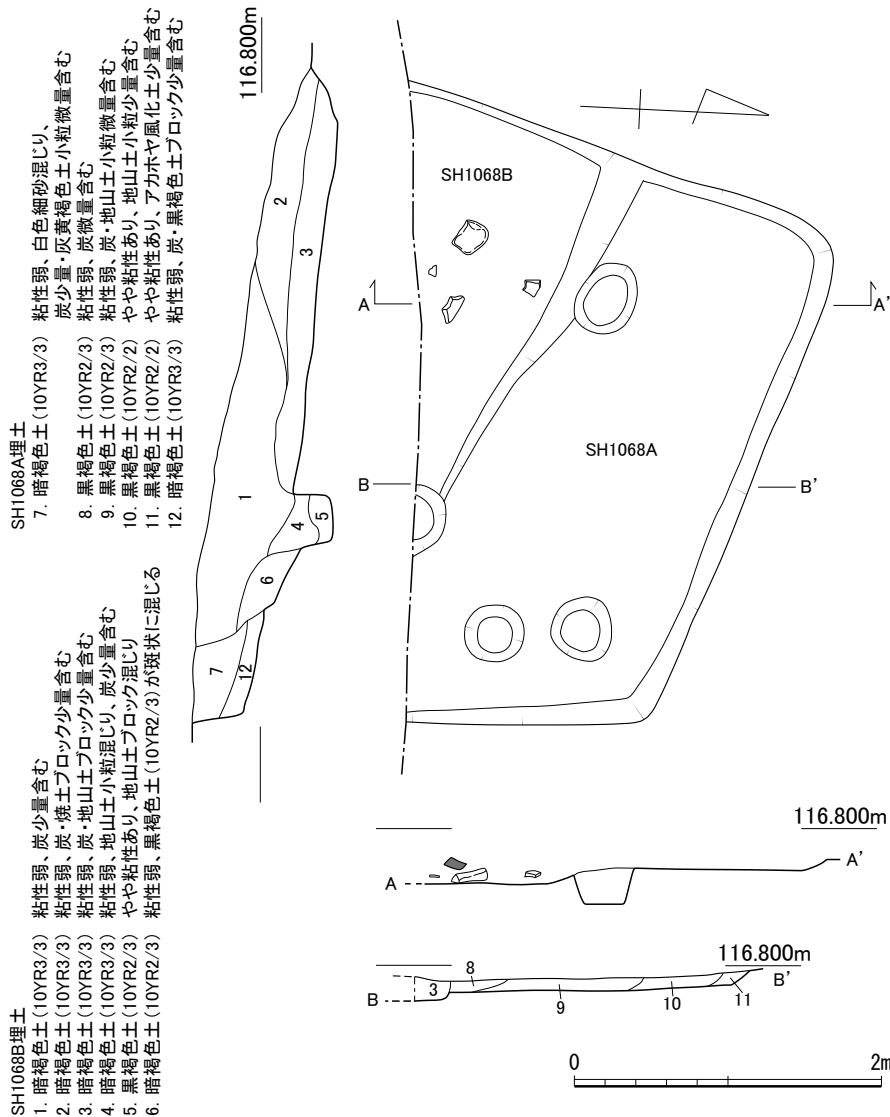 SH1068B埋土
1. 暗褐色土(10YR3/3) 粘性弱、炭少量含む
2. 暗褐色土(10YR3/3) 粘性弱、炭・焼土ブロック少量含む
3. 暗褐色土(10YR3/3) 粘性弱、炭・地山土ブロック少量含む
4. 暗褐色土(10YR3/3) 粘性弱、地山土小粒混じり、炭少量含む
5. 黒褐色土(10YR2/3) やや粘性あり、地山土ブロック混じり
6. 暗褐色土(10YR2/3) 粘性弱、黒褐色土(10YR2/3)が斑状に混じる
SH1068A埋土
7. 暗褐色土(10YR3/3) 粘性弱、白色細砂混じり、
炭少量・灰黄褐色土小粒微量含む
8. 黒褐色土(10YR2/3) 粘性弱、炭微量含む
9. 黒褐色土(10YR2/3) 粘性弱、炭・地山土小粒微量含む
10. 黒褐色土(10YR2/2) やや粘性あり、地山土小粒少量含む
11. 黒褐色土(10YR2/2) やや粘性あり、アカホヤ風化土少量含む
12. 暗褐色土(10YR3/3) 粘性弱、炭・黒褐色土ブロック少量含む
116.800m
2
3
1
4
5
6
7
12
SH1068B
A
A'
SH1068A
B
B'
116.800m
A
A'
116.800m
B
3
8
9
10
11
B'
0
2m